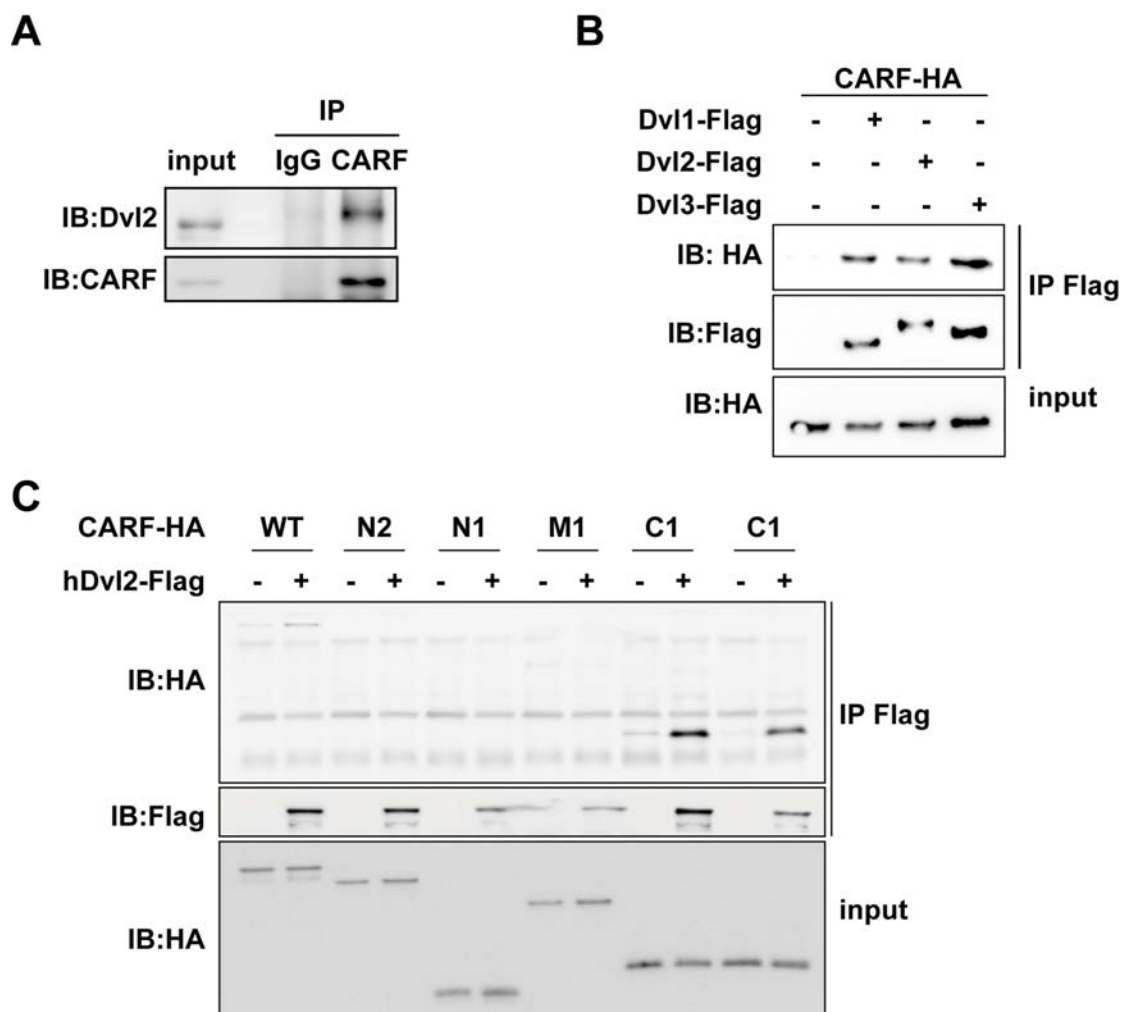 A
IP
input IgG CARF
IB:Dvl2
IB:CARF
B
CARF-HA
Dvl1-Flag - + - -
Dvl2-Flag - - + -
Dvl3-Flag - - - +
IB: HA
IB:Flag
IP Flag
IB:HA
input
C
CARF-HA WT N2 N1 M1 C1 C1
hDvl2-Flag - + - + - + - + - + - +
IB:HA
IP Flag
IB:Flag
IB:HA
input